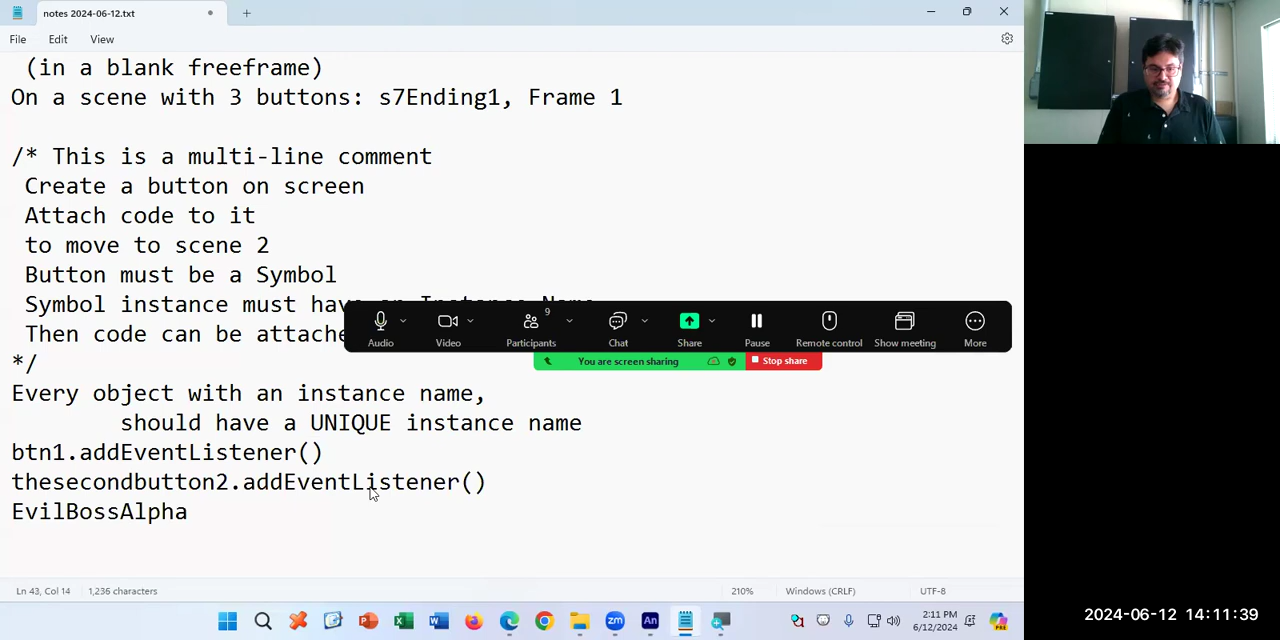 notes 2024-06-12.txt
File Edit View
(in a blank freeframe)
On a scene with 3 buttons: s7Ending1, Frame 1
/* This is a multi-line comment
Create a button on screen
Attach code to it
to move to scene 2
Button must be a Symbol
Symbol instance must have an Instance Name
Then code can be attache
*/
9
Audio Video Participants Chat Share Pause Remote control Show meeting More
You are screen sharing Stop share
Every object with an instance name,
should have a UNIQUE instance name
btn1.addEventListener()
thesecondbutton2.addEventListener()
EvilBossAlpha
Ln 43, Col 14 1,236 characters 210% Windows (CRLF) UTF-8
2:11 PM
6/12/2024
2024-06-12 14:11:39